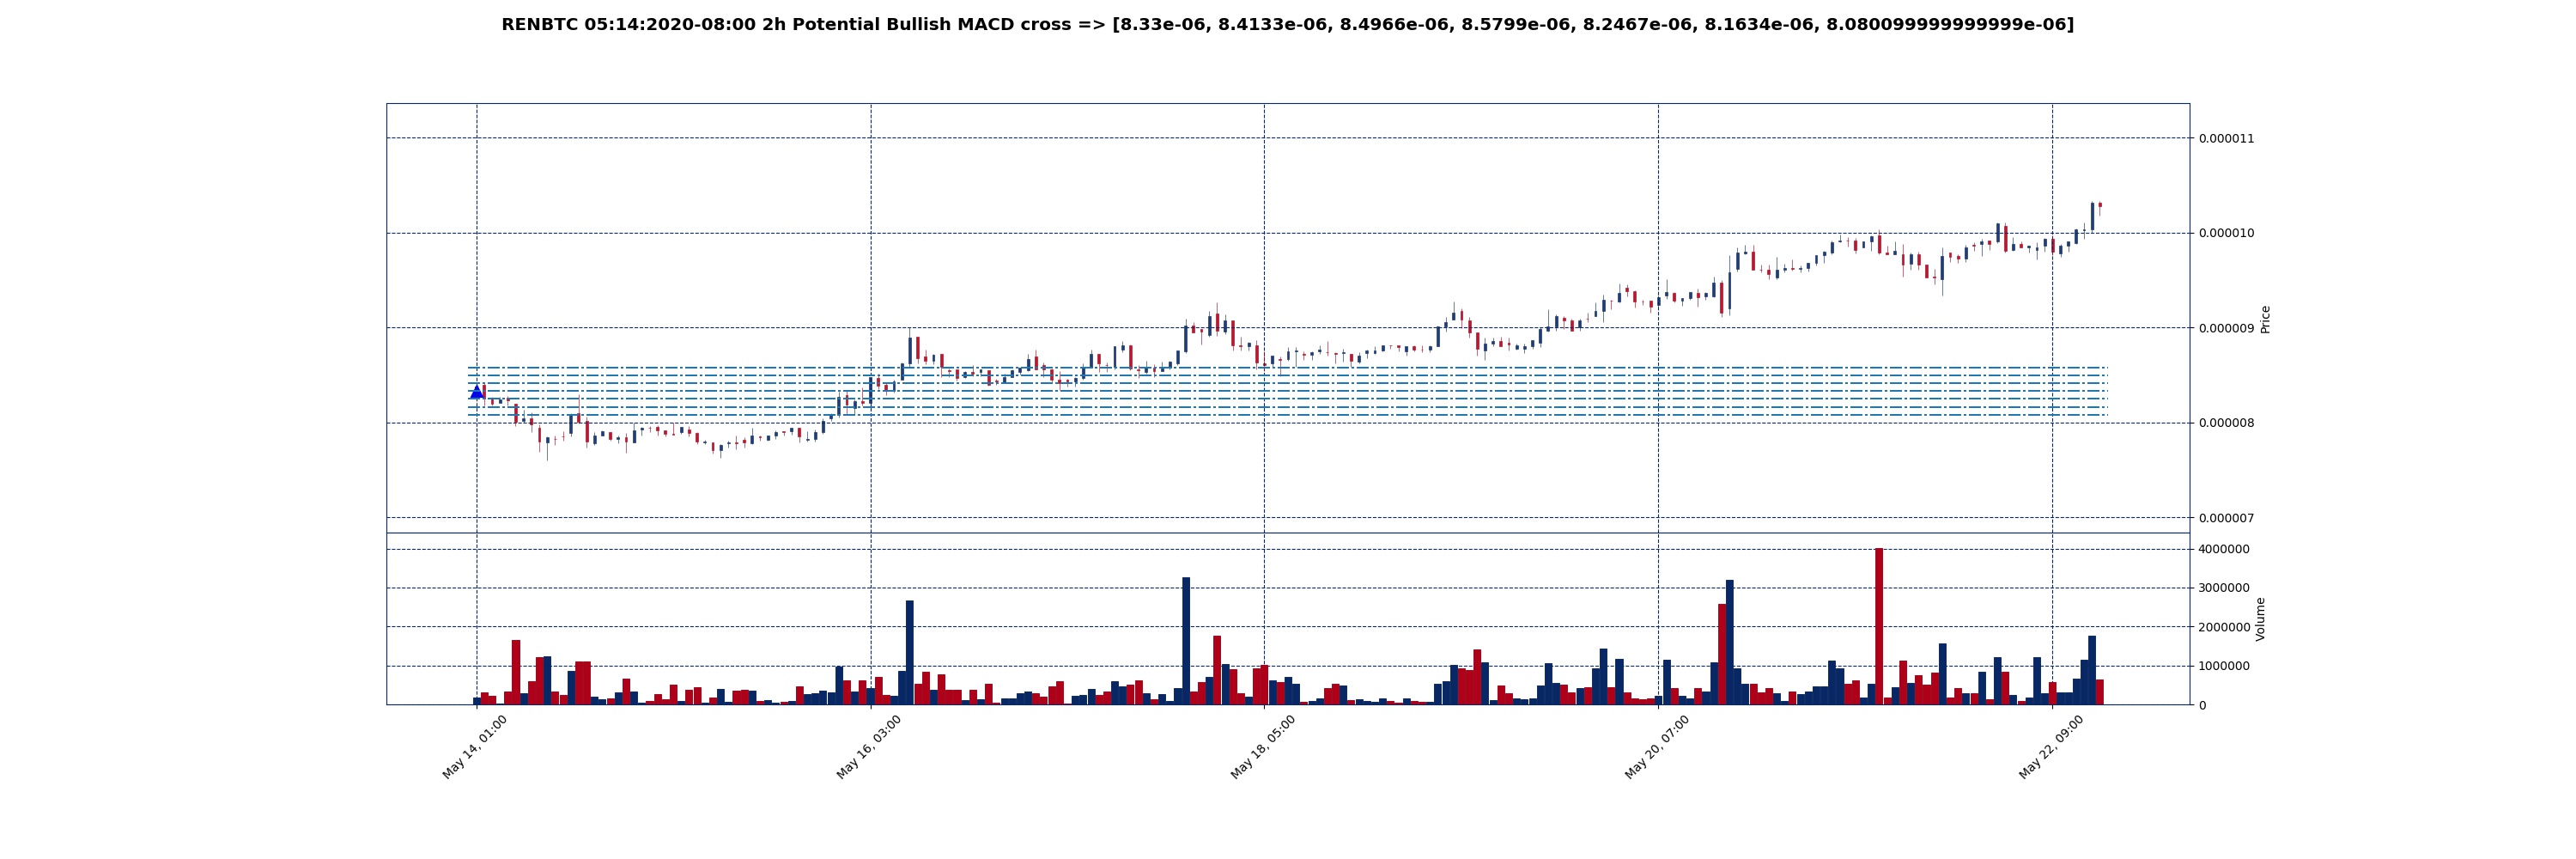 RENBTC 05:14:2020-08:00 2h Potential Bullish MACD cross => [8.33e-06, 8.4133e-06, 8.4966e-06, 8.5799e-06, 8.2467e-06, 8.1634e-06, 8.080099999999999e-06]
0.000011
0.000010
0.000009
0.000008
0.000007
Price
4000000
3000000
2000000
1000000
0
Volume
May 14, 01:00
May 16, 03:00
May 18, 05:00
May 20, 07:00
May 22, 09:00